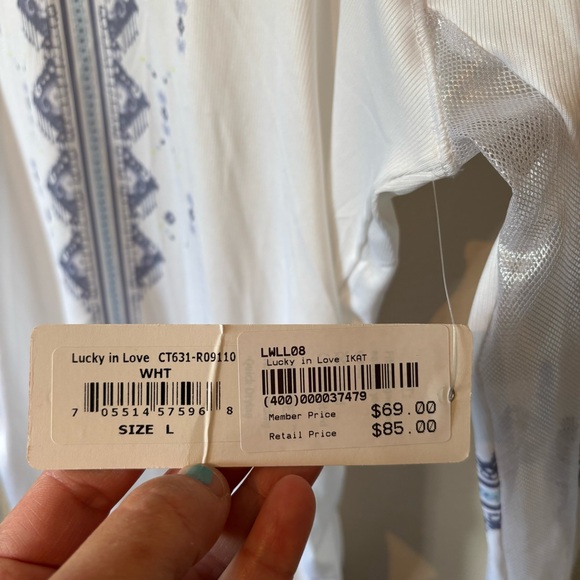 Lucky in Love CT631-R09110
WHT
7 05514 57596 8
SIZE L
LWLL08
Lucky in Love IKAT
(400)000037479
Member Price $69.00
Retail Price $85.00